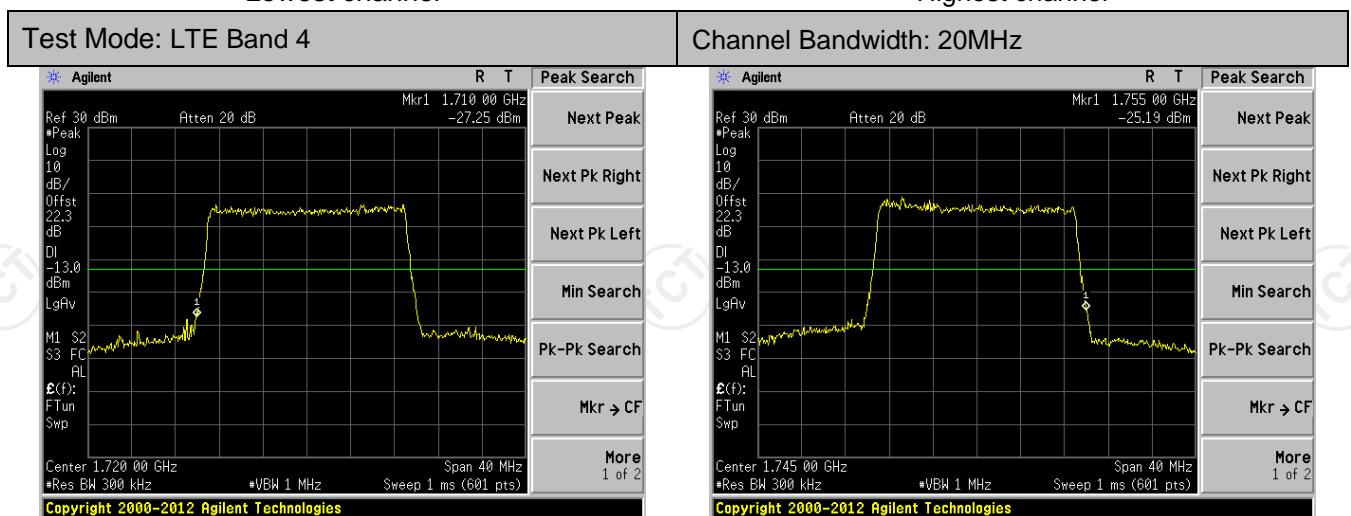 Lowest channel Highest channel
Test Mode: LTE Band 4 Channel Bandwidth: 20MHz
Agilent R T Peak Search
Mkr1 1.710 00 GHz
Ref 30 dBm Atten 20 dB -27.25 dBm
#Peak
Log
10
dB/
Offst
22.3
dB
DI
-13.0
dBm
LgAv
1
M1 S2
S3 FC
AL
£(f):
FTun
Swp
Center 1.720 00 GHz Span 40 MHz
#Res BW 300 kHz #VBW 1 MHz Sweep 1 ms (601 pts)
Copyright 2000-2012 Agilent Technologies
Next Peak
Next Pk Right
Next Pk Left
Min Search
Pk-Pk Search
Mkr → CF
More
1 of 2
Agilent R T Peak Search
Mkr1 1.755 00 GHz
Ref 30 dBm Atten 20 dB -25.19 dBm
#Peak
Log
10
dB/
Offst
22.3
dB
DI
-13.0
dBm
LgAv
1
M1 S2
S3 FC
AL
£(f):
FTun
Swp
Center 1.745 00 GHz Span 40 MHz
#Res BW 300 kHz #VBW 1 MHz Sweep 1 ms (601 pts)
Copyright 2000-2012 Agilent Technologies
Next Peak
Next Pk Right
Next Pk Left
Min Search
Pk-Pk Search
Mkr → CF
More
1 of 2